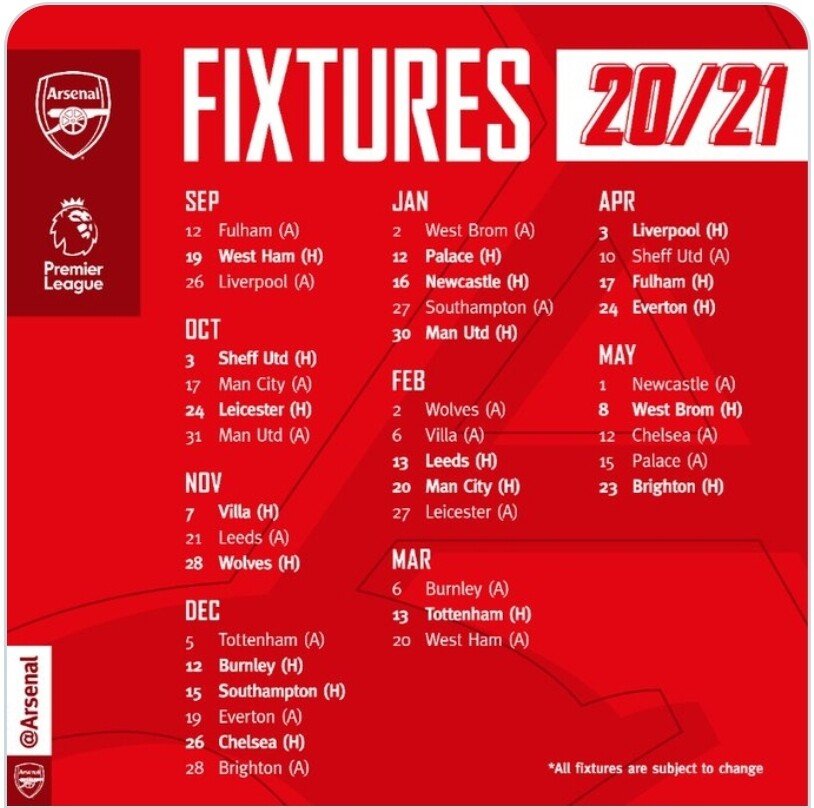 FIXTURES 20/21
Arsenal
Premier
League
SEP
12 Fulham (A)
19 West Ham (H)
26 Liverpool (A)
OCT
3 Sheff Utd (H)
17 Man City (A)
24 Leicester (H)
31 Man Utd (A)
NOV
7 Villa (H)
21 Leeds (A)
28 Wolves (H)
DEC
5 Tottenham (A)
12 Burnley (H)
15 Southampton (H)
19 Everton (A)
26 Chelsea (H)
28 Brighton (A)
JAN
2 West Brom (A)
12 Palace (H)
16 Newcastle (H)
27 Southampton (A)
30 Man Utd (H)
FEB
2 Wolves (A)
6 Villa (A)
13 Leeds (H)
20 Man City (H)
27 Leicester (A)
MAR
6 Burnley (A)
13 Tottenham (H)
20 West Ham (A)
APR
3 Liverpool (H)
10 Sheff Utd (A)
17 Fulham (H)
24 Everton (H)
MAY
1 Newcastle (A)
8 West Brom (H)
12 Chelsea (A)
15 Palace (A)
23 Brighton (H)
@Arsenal
Arsenal
*All fixtures are subject to change